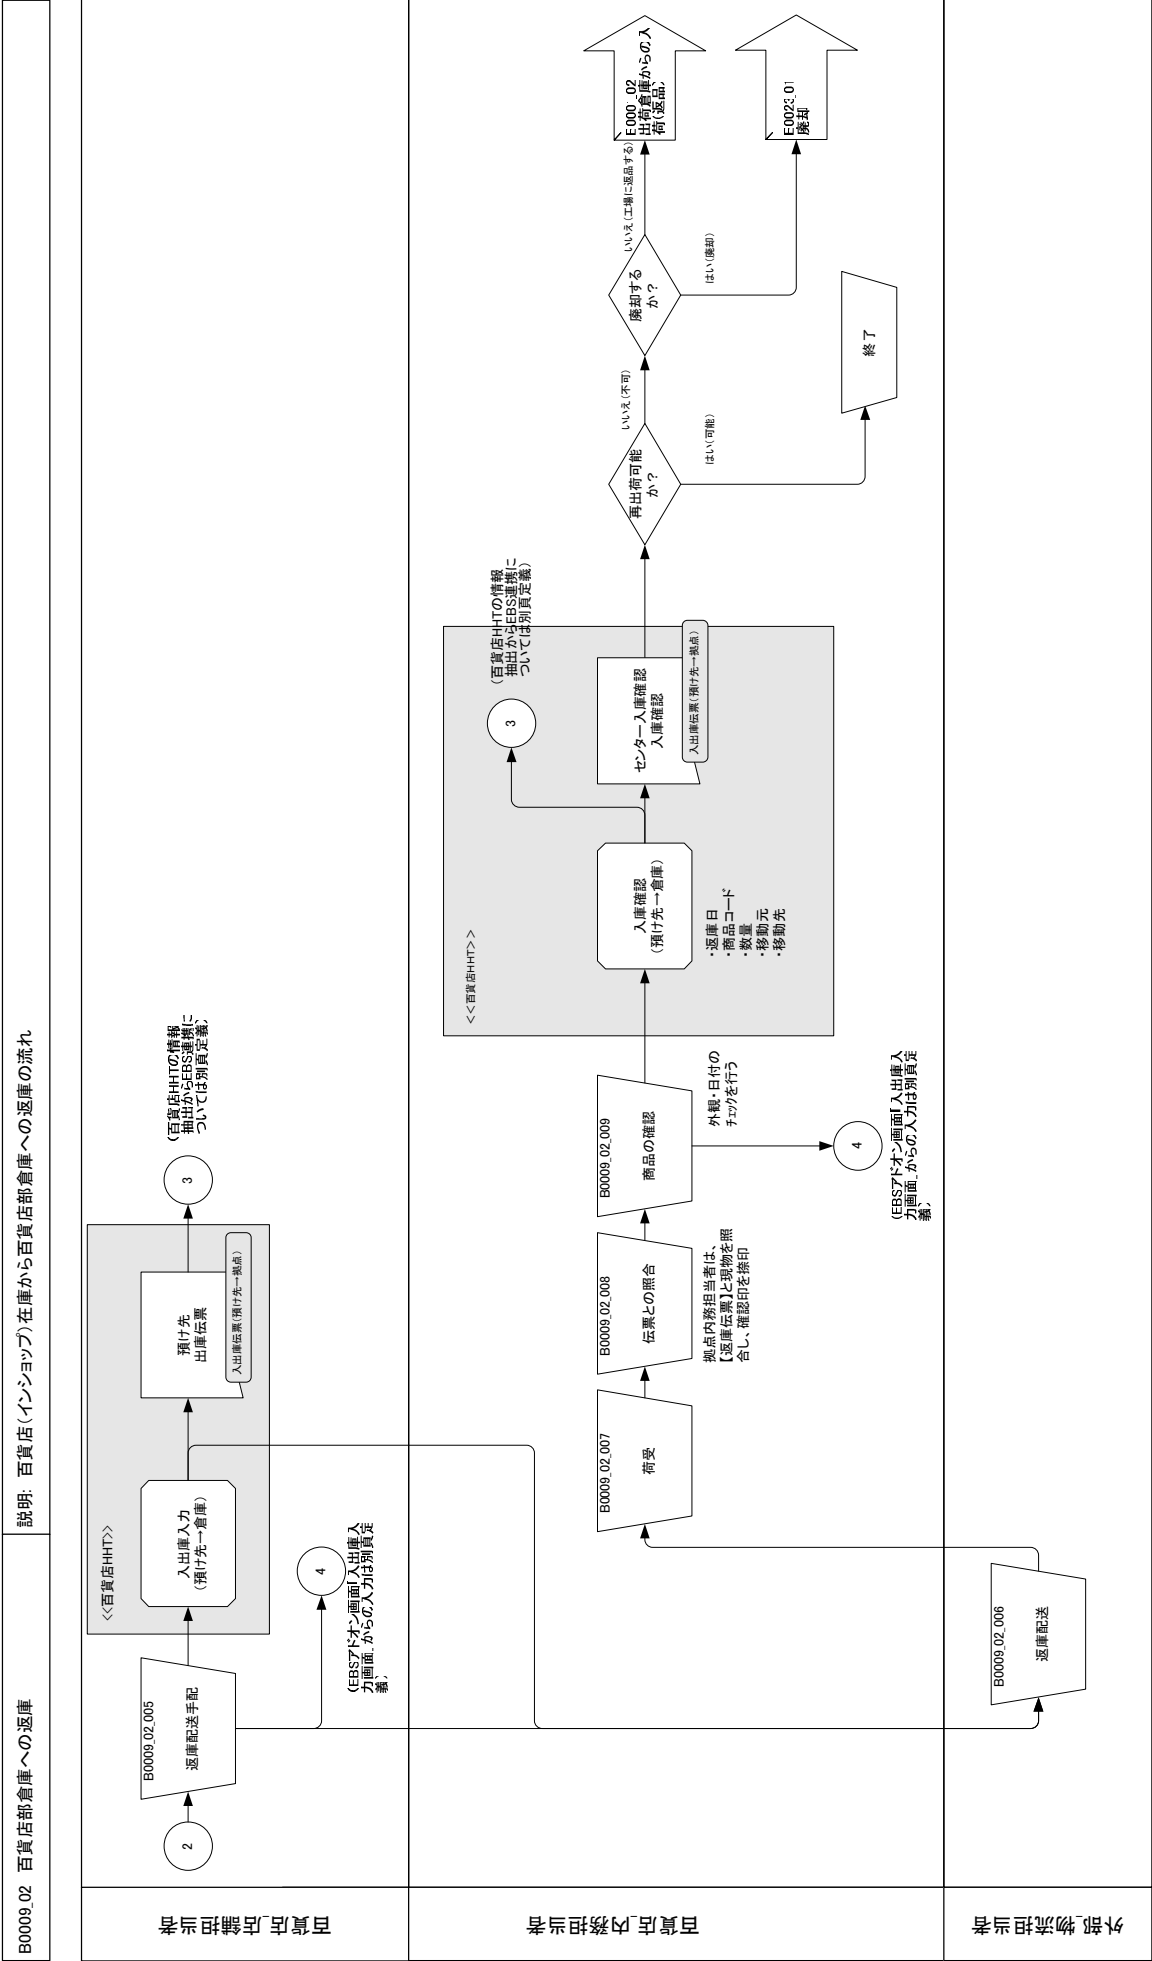 B0009_02 百貨店部倉庫への返庫
説明: 百貨店(インショップ)在庫から百貨店部倉庫への返庫の流れ
百貨店_店舗担当者
2
B0009_02_005
返庫配送手配
<<百貨店HHT>>
入出庫入力
(預け先→倉庫)
預け先
出庫伝票
入出庫伝票(預け先→拠点)
3
(百貨店HHTの情報
抽出からEBS連携に
ついては別頁定義)
4
(EBSアドオン画面「入出庫入
力画面」からの入力は別頁定
義)
百貨店_内務担当者
B0009_02_007
荷受
B0009_02_008
伝票との照合
拠点内務担当者は、
【返庫伝票】と現物を照
合し、確認印を捺印
B0009_02_009
商品の確認
外観・日付の
チェックを行う
4
(EBSアドオン画面「入出庫入
力画面」からの入力は別頁定
義)
<<百貨店HHT>>
入庫確認
(預け先→倉庫)
・返庫日
・商品コード
・数量
・移動元
・移動先
3
(百貨店HHTの情報
抽出からEBS連携に
ついては別頁定義)
センター入庫確認
入庫確認
入出庫伝票(預け先→拠点)
再出荷可能
か?
いいえ(不可)
はい(可能)
終了
廃却する
か?
いいえ(工場に返品する)
はい(廃却)
出荷倉庫からの入
荷(返品)
E0023_01
廃却
外部_物流担当者
B0009_02_006
返庫配送